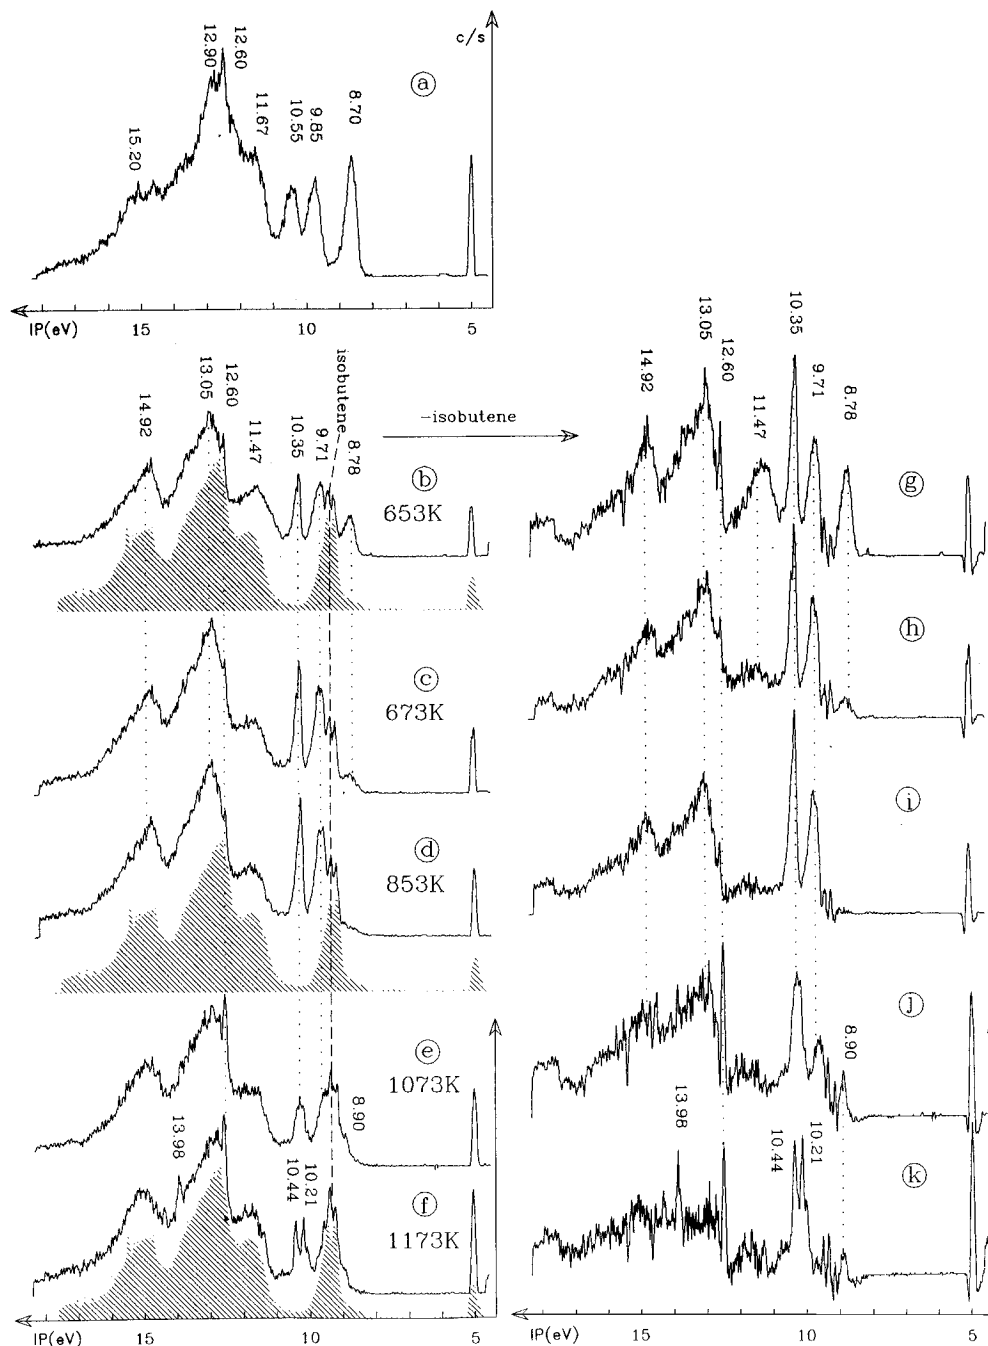 c/s
a
15.20
12.90
12.60
11.67
10.55
9.85
8.70
IP(eV) 15 10 5
14.92
13.05
12.60
11.47
10.35
9.71
isobutene
8.78
b
653K
c
673K
d
853K
e
1073K
8.90
13.98
10.44
10.21
f
1173K
IP(eV) 15 10 5
-isobutene
14.92
13.05
12.60
11.47
10.35
9.71
8.78
g
h
i
j
8.90
13.98
10.44
10.21
k
IP(eV) 15 10 5